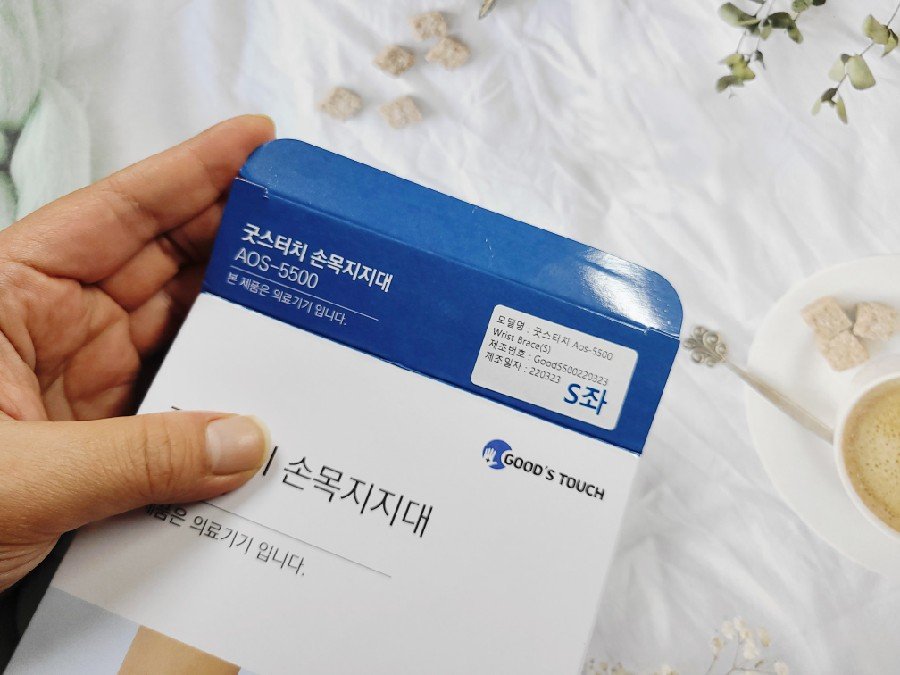 굿스터치 손목지지대
AOS-5500
본 제품은 의료기기 입니다.
모델명 : 굿스터치 Aos-5500
Wrist Brace(S)
제조번호 : Good5500220323
제조일자 : 220323
S좌
GOOD'S TOUCH
손목지지대
의료기기 입니다.